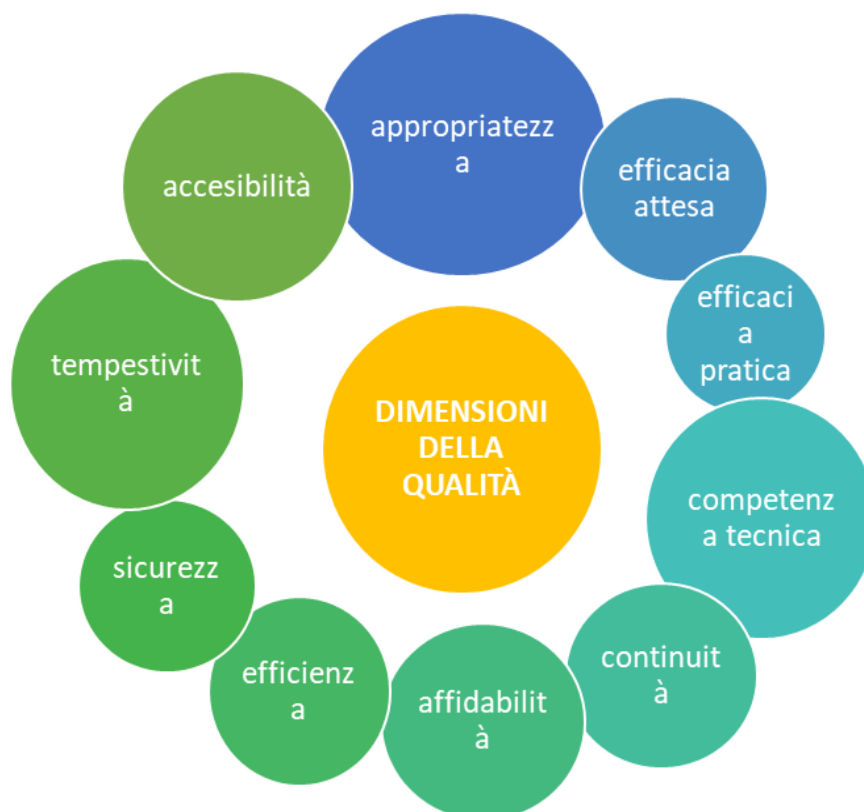 appropriatezz
a
efficacia
attesa
efficaci
a
pratica
competenz
a tecnica
continuit
à
affidabilit
à
efficienz
a
sicurezz
a
tempestivit
à
accesibilità
DIMENSIONI
DELLA
QUALITÀ